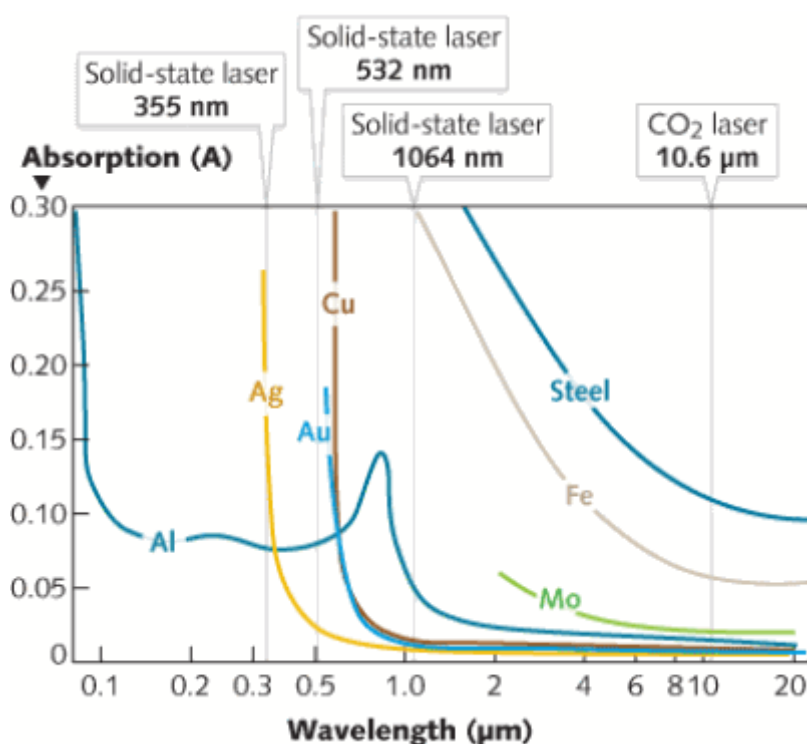 Solid-state laser
532 nm
Solid-state laser
355 nm
Solid-state laser
1064 nm
CO₂ laser
10.6 µm
Absorption (A)
0.30
0.25
0.20
0.15
0.10
0.05
0
Cu
Ag
Au
Steel
Fe
Al
Mo
0.1 0.2 0.3 0.5 1.0 2 4 6 8 10 20
Wavelength (µm)